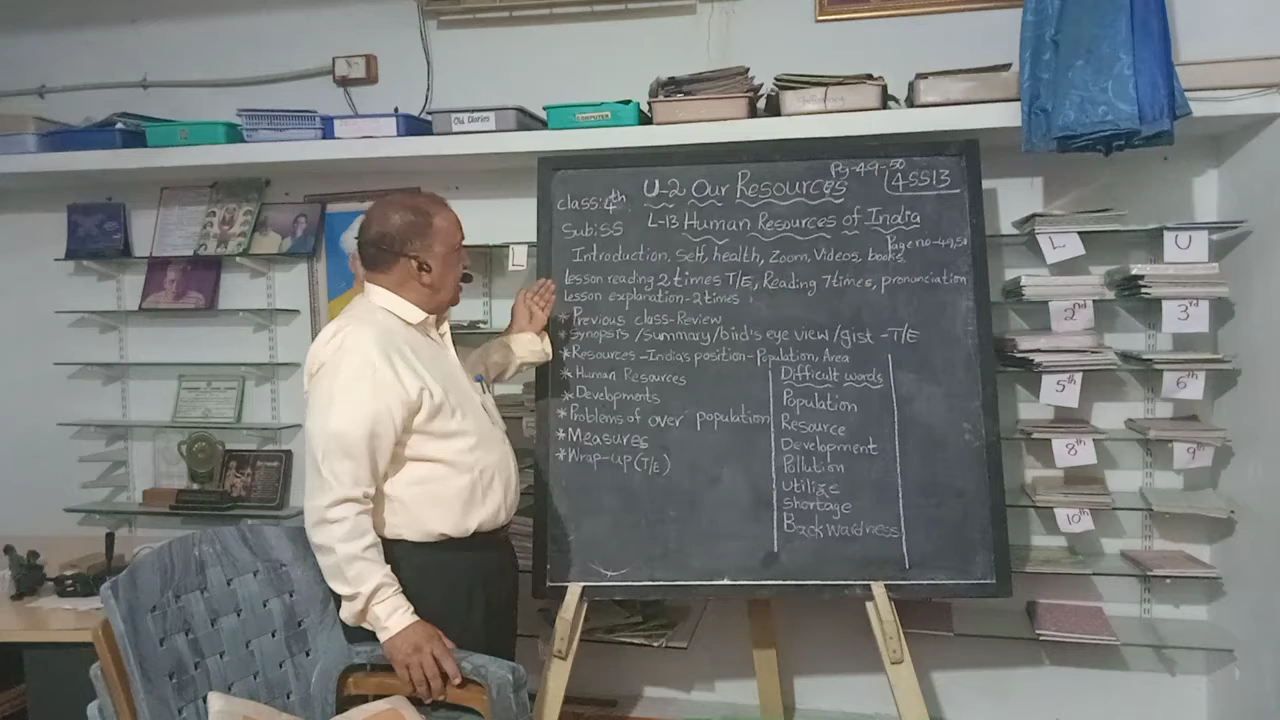 Old Diaries
COMPUTER
Pg-49-50
class:4th
U-2 Our Resources
4SS13
Sub:SS
L-13 Human Resources of India
Page no-49,50
Introduction, Self, health, Zoom, Videos, books.
Lesson reading 2 times T/E, Reading 7times, pronunciation
Lesson explanation-2 times
* Previous class-Review
* Synopsis/summary/bird's eye view/gist -T/E
* Resources -India's position- Population, Area
* Human Resources
* Developments
* Problems of over population
* Measures
* Wrap-up (T/E)
Difficult words
Population
Resource
Development
Pollution
utilize
shortage
Backwardness
L
L
U
2nd
3rd
5th
6th
8th
9th
10th